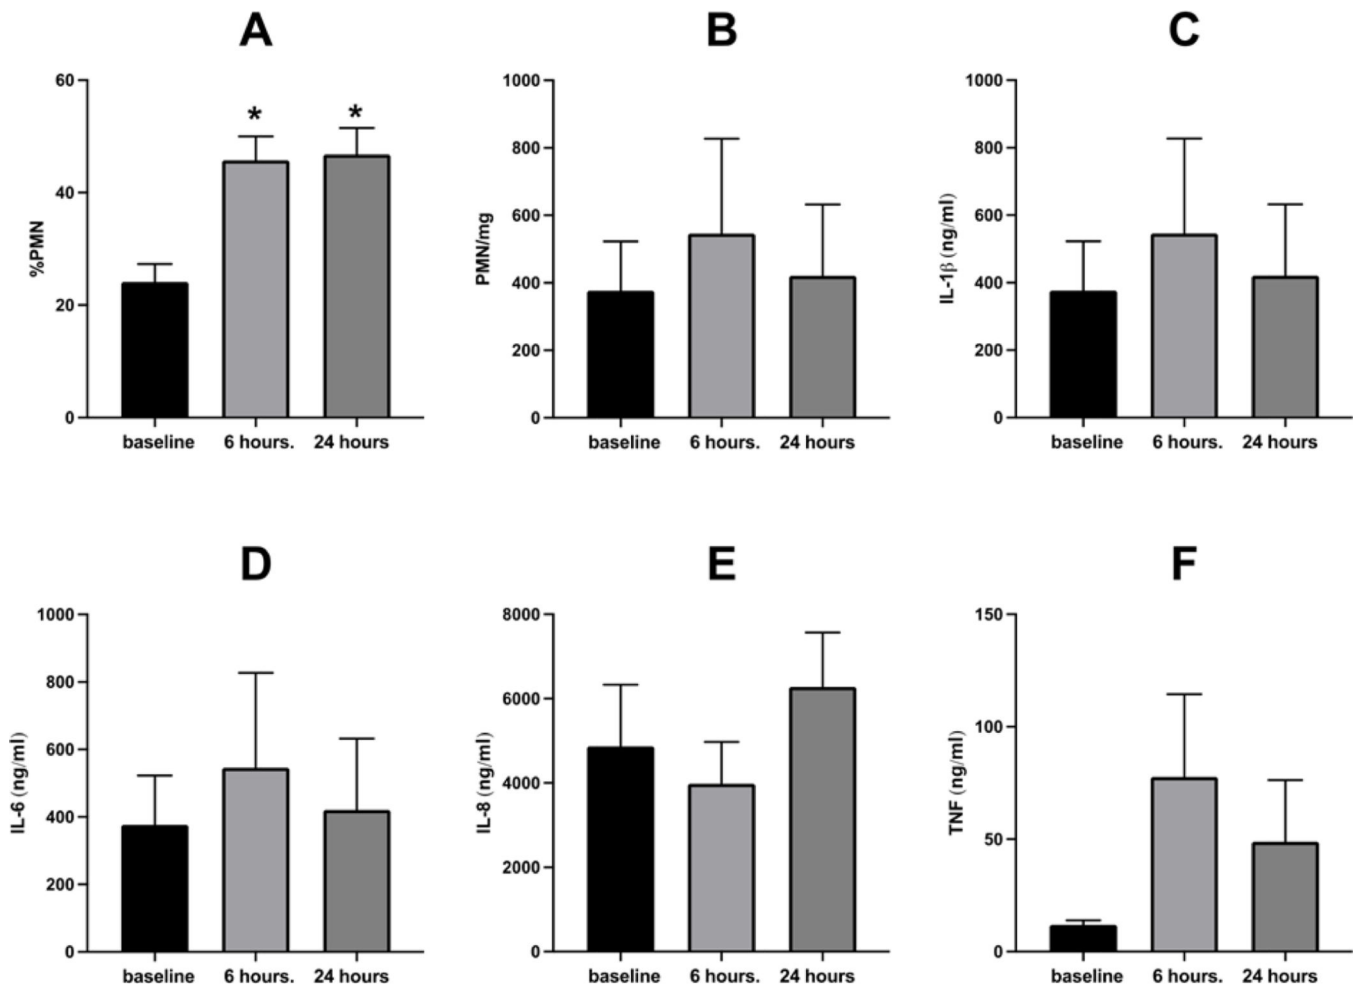 A
B
C
%PMN
60
40
20
0
*
*
baseline
6 hours.
24 hours
PMN/mg
1000
800
600
400
200
0
baseline
6 hours.
24 hours
IL-1β (ng/ml)
1000
800
600
400
200
0
baseline
6 hours.
24 hours
D
E
F
IL-6 (ng/ml)
1000
800
600
400
200
0
baseline
6 hours.
24 hours
IL-8 (ng/ml)
8000
6000
4000
2000
0
baseline
6 hours.
24 hours
TNF (ng/ml)
150
100
50
0
baseline
6 hours.
24 hours